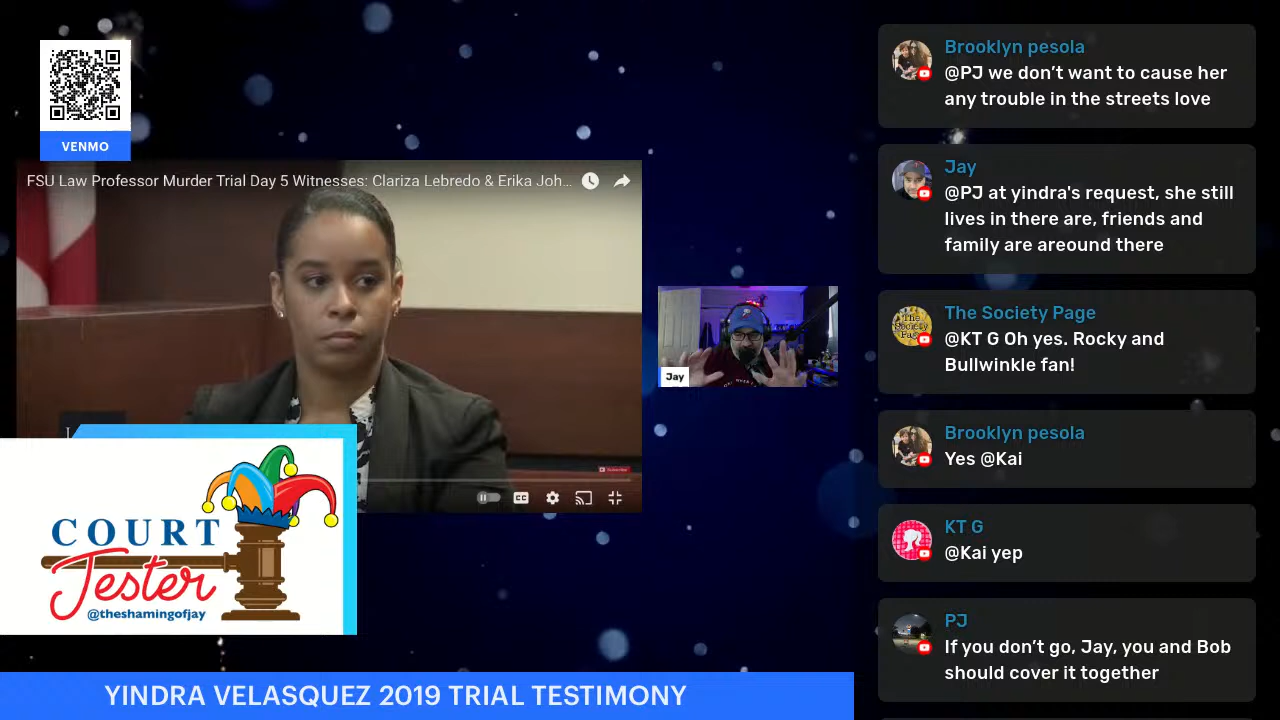 VENMO
FSU Law Professor Murder Trial Day 5 Witnesses: Clariza Lebredo & Erika Joh...
CC
Jay
COURT
Jester
@theshamingofjay
YINDRA VELASQUEZ 2019 TRIAL TESTIMONY
Brooklyn pesola
@PJ we don’t want to cause her
any trouble in the streets love
Jay
@PJ at yindra's request, she still
lives in there are, friends and
family are areound there
The Society Page
@KT G Oh yes. Rocky and
Bullwinkle fan!
Brooklyn pesola
Yes @Kai
KT G
@Kai yep
PJ
If you don’t go, Jay, you and Bob
should cover it together